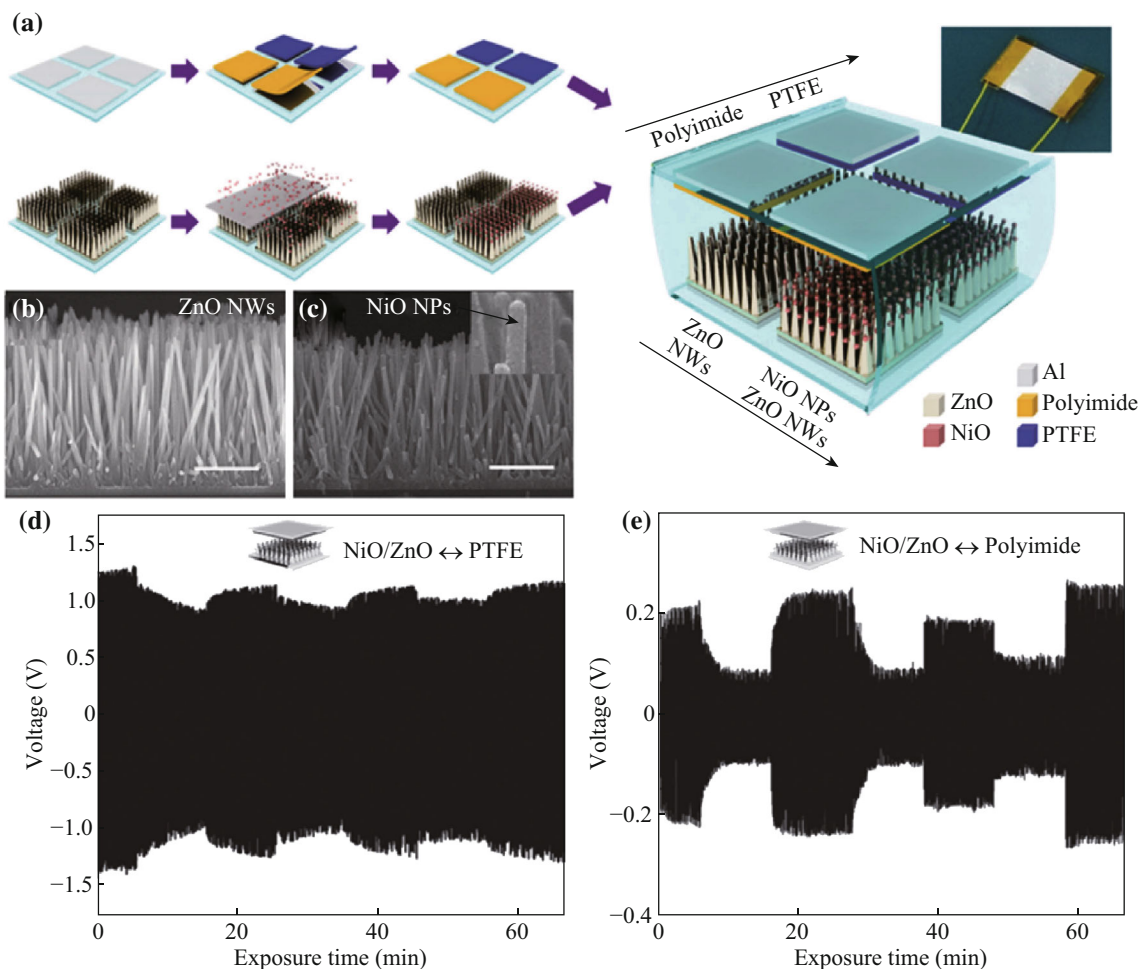 (a)
Polyimide PTFE
ZnO
NWs
NiO NPs
ZnO NWs
Al
ZnO
Polyimide
NiO
PTFE
(b)
ZnO NWs
(c)
NiO NPs
(d)
NiO/ZnO ↔ PTFE
Voltage (V)
1.5
1.0
0.5
0
−0.5
−1.0
−1.5
0
20
40
60
Exposure time (min)
(e)
NiO/ZnO ↔ Polyimide
Voltage (V)
0.4
0.2
0
−0.2
−0.4
0
20
40
60
Exposure time (min)